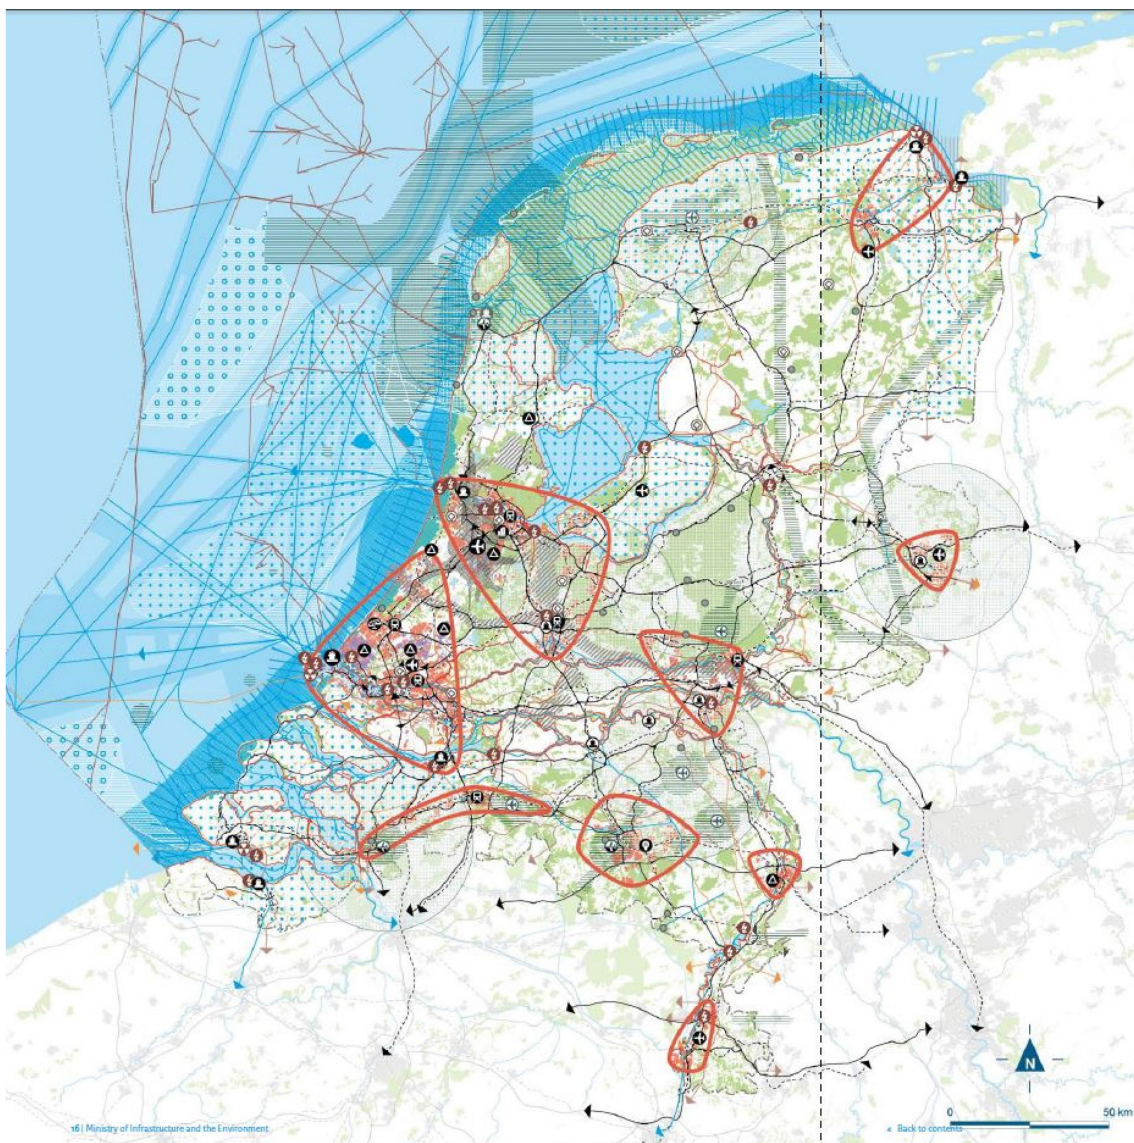 N
0 50 km
16 | Ministry of Infrastructure and the Environment
< Back to contents